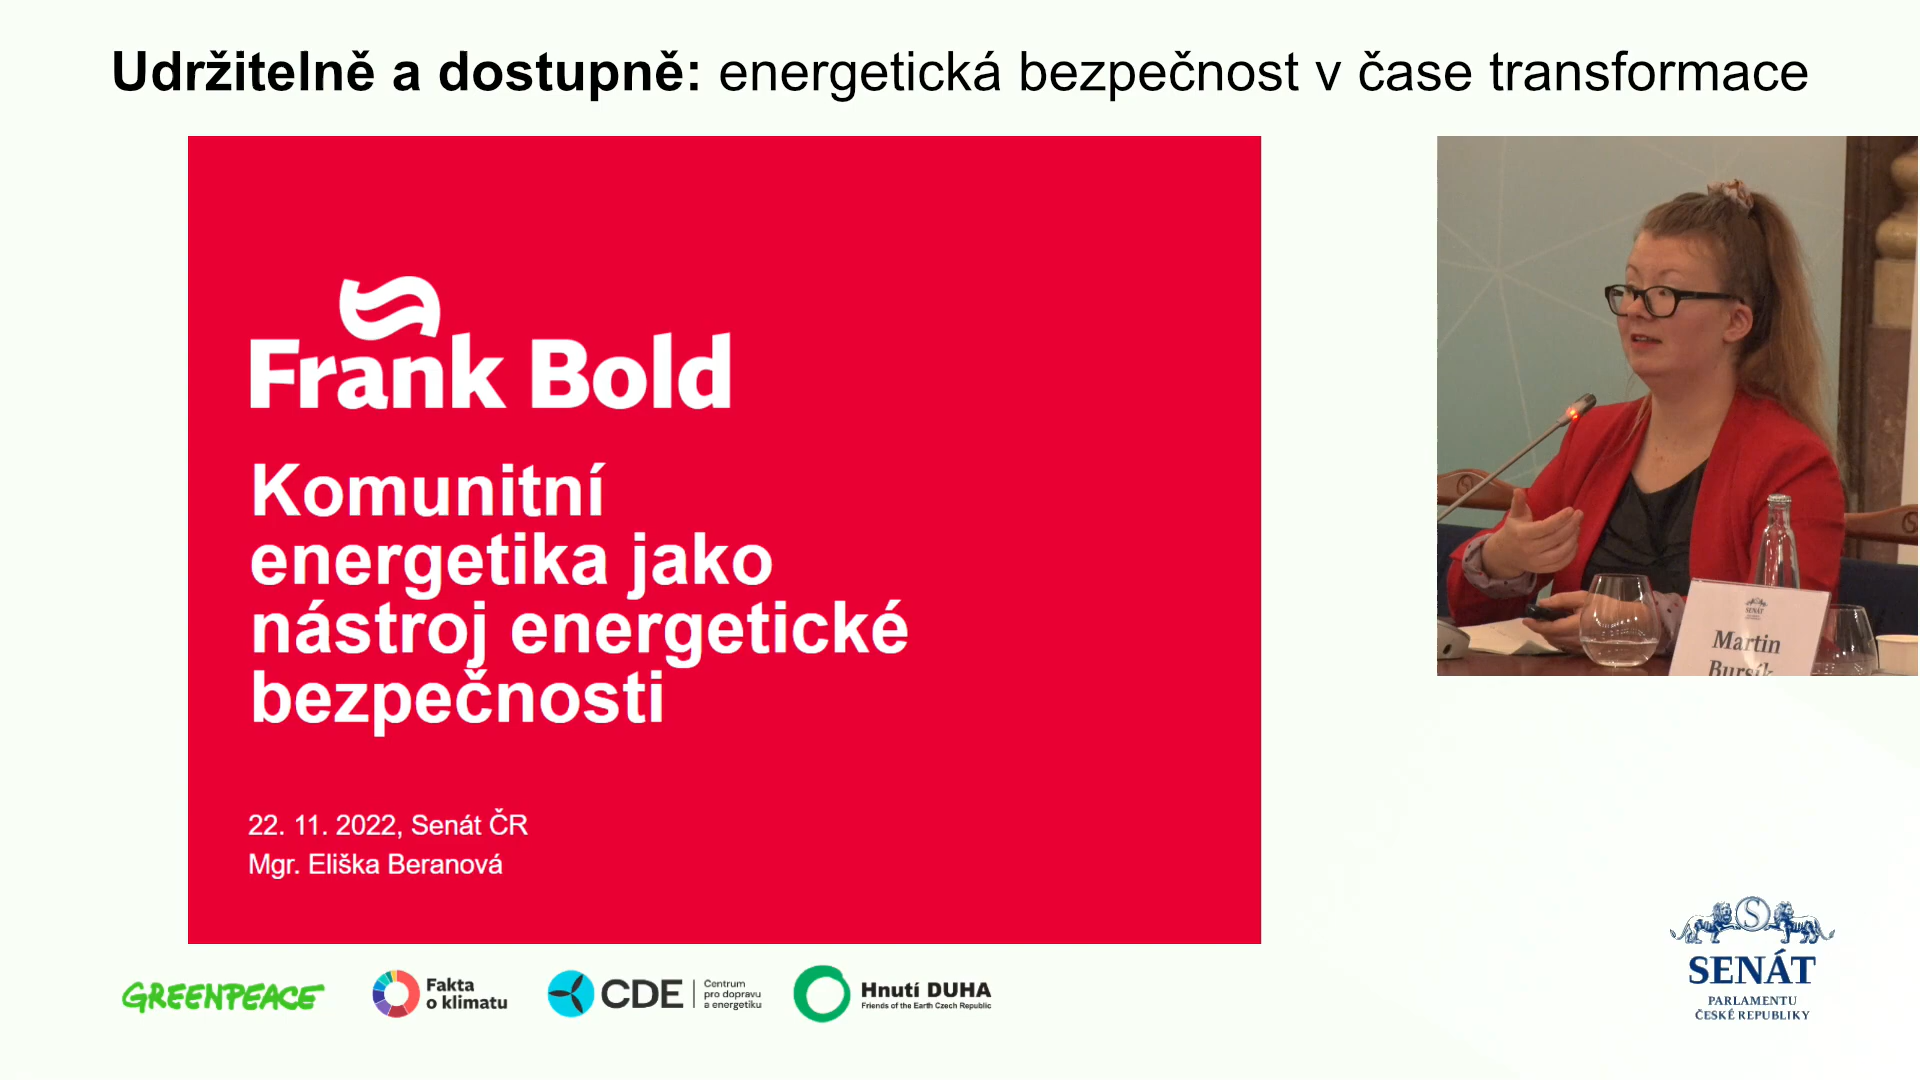 Udržitelně a dostupně: energetická bezpečnost v čase transformace
Frank Bold
Komunitní
energetika jako
nástroj energetické
bezpečnosti
22. 11. 2022, Senát ČR
Mgr. Eliška Beranová
SENÁT
Martin
Bursík
GREENPEACE
Fakta
o klimatu
CDE
Centrum
pro dopravu
a energetiku
Hnutí DUHA
Friends of the Earth Czech Republic
S
SENÁT
PARLAMENTU
ČESKÉ REPUBLIKY